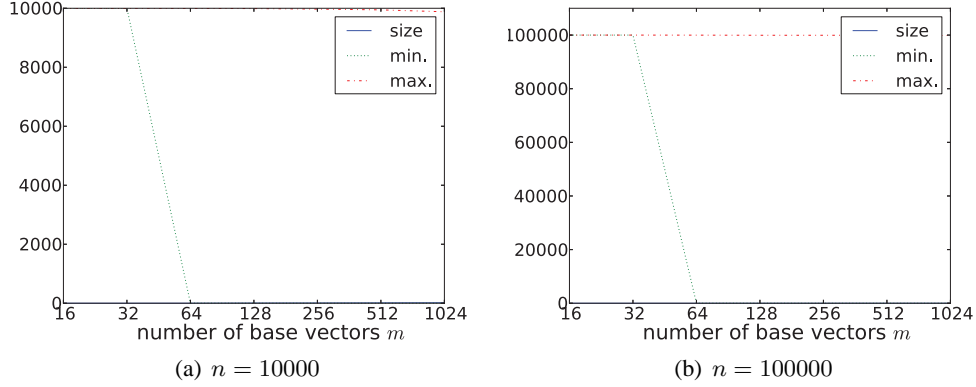 10000
8000
6000
4000
2000
0
16 32 64 128 256 512 1024
number of base vectors m
size
min.
max.
(a) n = 10000
100000
80000
60000
40000
20000
0
16 32 64 128 256 512 1024
number of base vectors m
size
min.
max.
(b) n = 100000